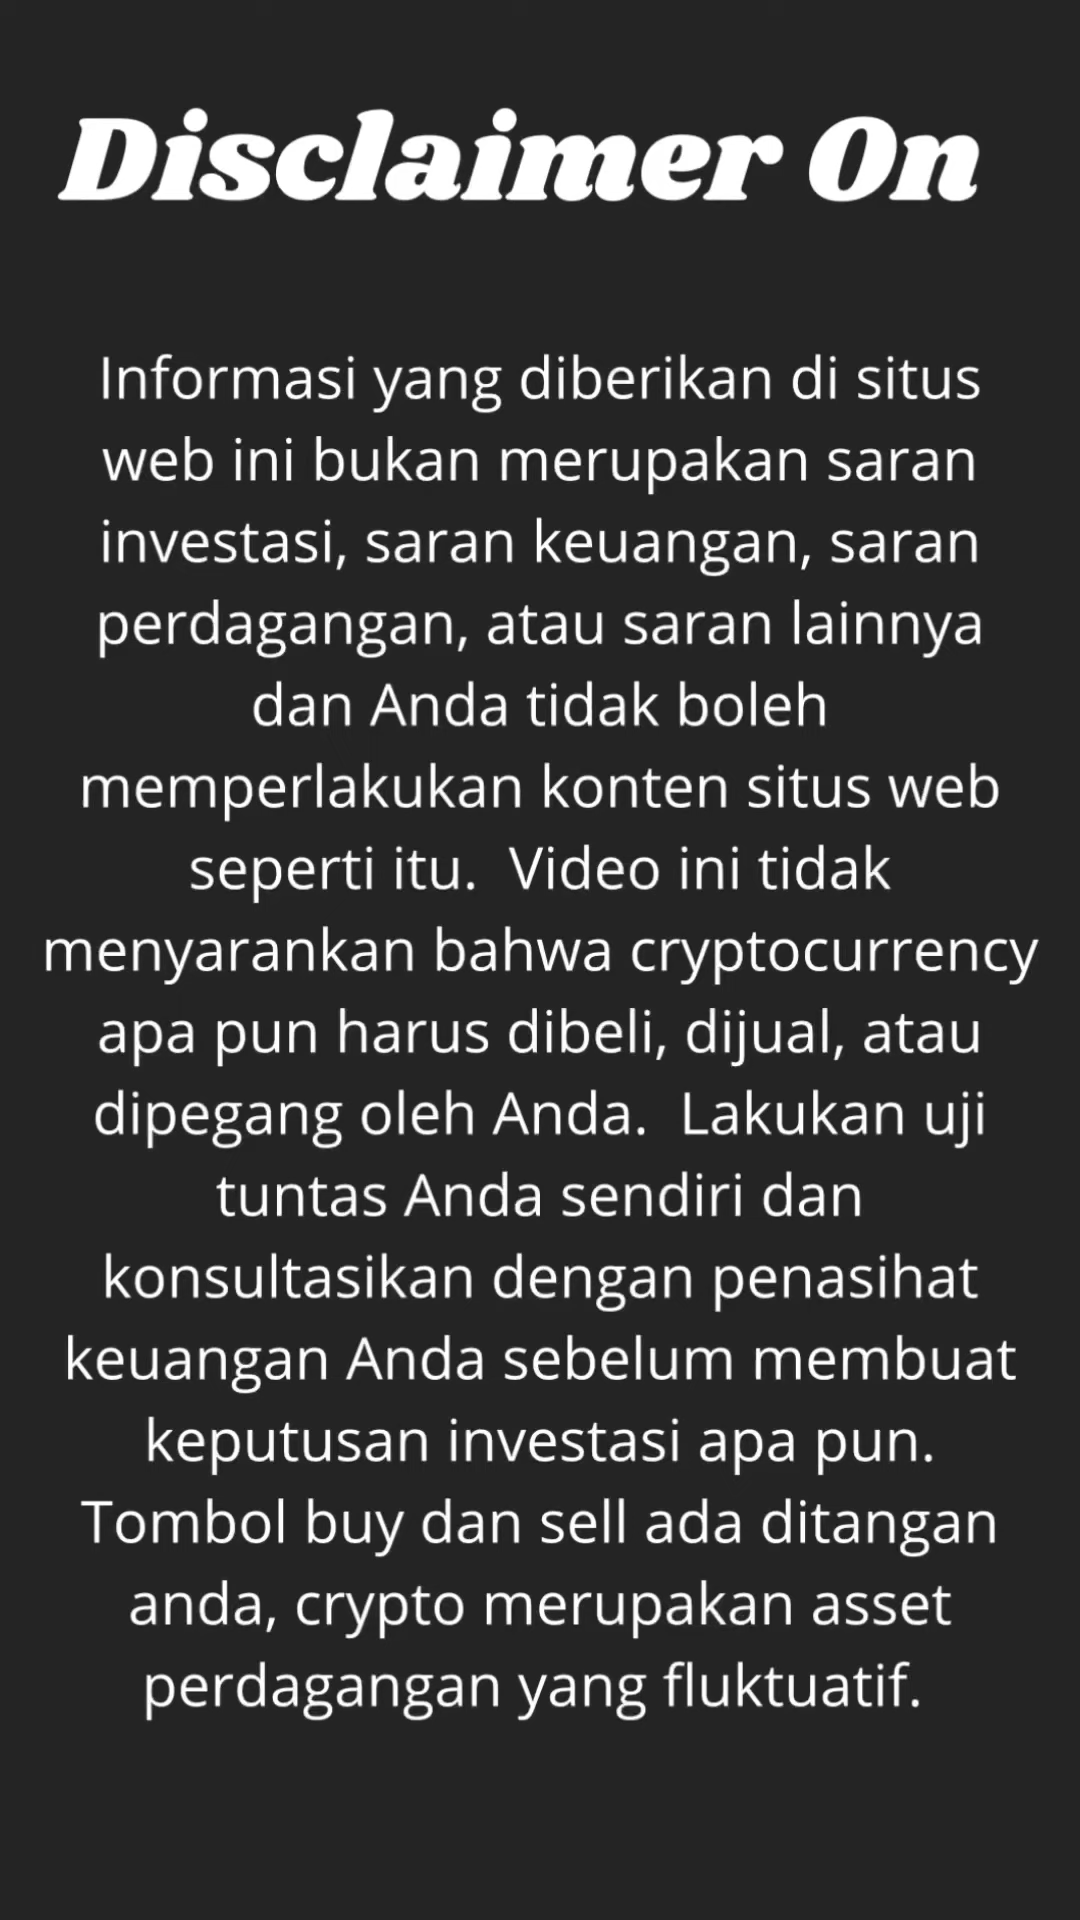 Disclaimer On
Informasi yang diberikan di situs
web ini bukan merupakan saran
investasi, saran keuangan, saran
perdagangan, atau saran lainnya
dan Anda tidak boleh
memperlakukan konten situs web
seperti itu.  Video ini tidak
menyarankan bahwa cryptocurrency
apa pun harus dibeli, dijual, atau
dipegang oleh Anda.  Lakukan uji
tuntas Anda sendiri dan
konsultasikan dengan penasihat
keuangan Anda sebelum membuat
keputusan investasi apa pun.
Tombol buy dan sell ada ditangan
anda, crypto merupakan asset
perdagangan yang fluktuatif.